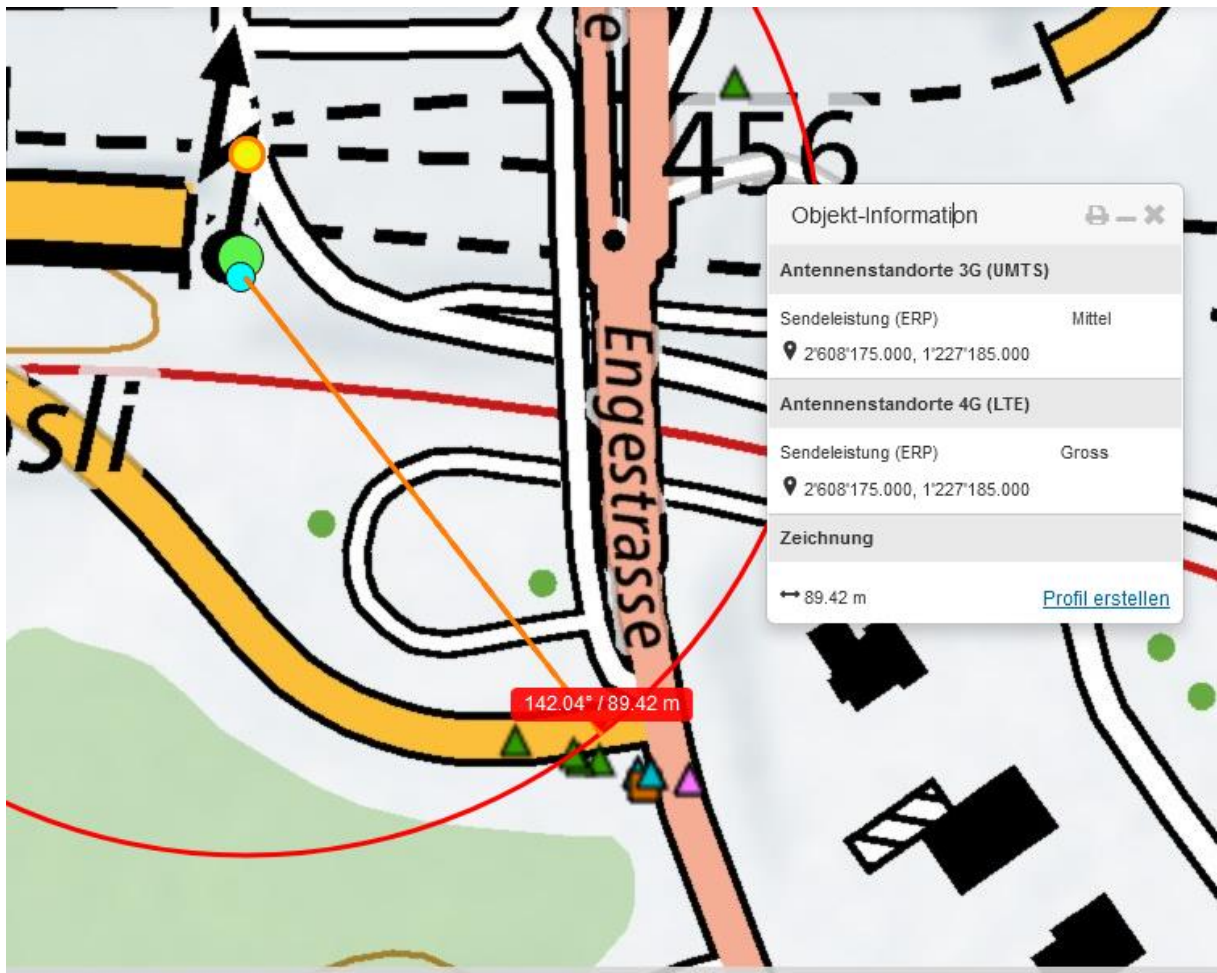 e
456
Objekt-Information
Antennenstandorte 3G (UMTS)
Sendeleistung (ERP) Mittel
2'608'175.000, 1'227'185.000
Antennenstandorte 4G (LTE)
Sendeleistung (ERP) Gross
2'608'175.000, 1'227'185.000
Zeichnung
89.42 m Profil erstellen
Engestrasse
sli
142.04° / 89.42 m